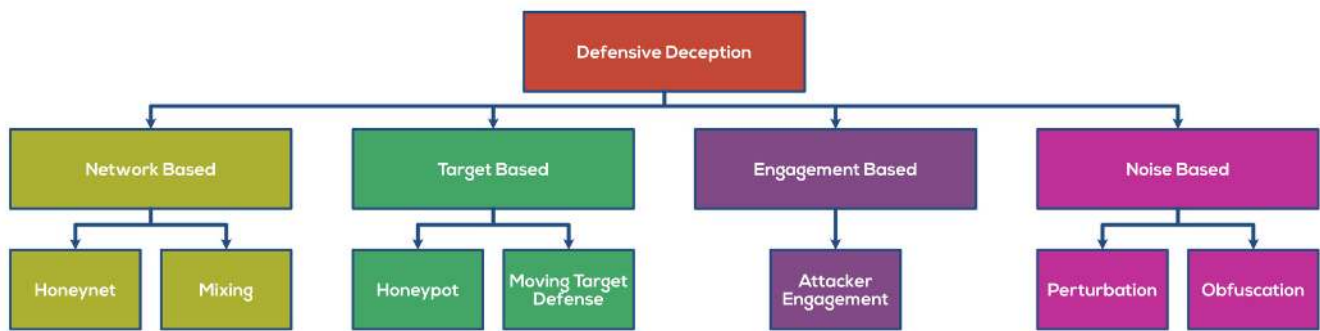 Defensive Deception
Network Based
Target Based
Engagement Based
Noise Based
Honeynet
Mixing
Honeypot
Moving Target
Defense
Attacker
Engagement
Perturbation
Obfuscation